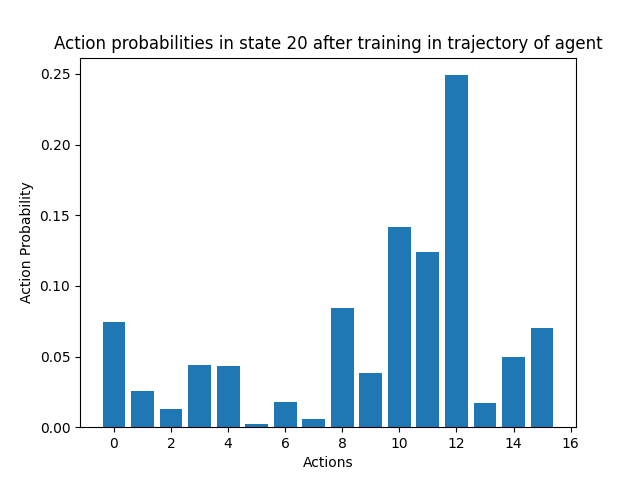 Action probabilities in state 20 after training in trajectory of agent
0.25
0.20
0.15
0.10
0.05
0.00
Action Probability
0 2 4 6 8 10 12 14 16
Actions